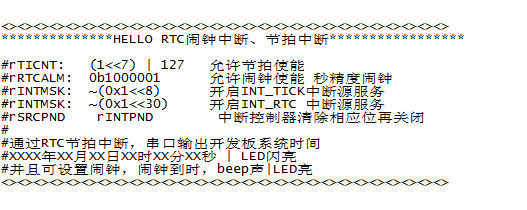 <><><><><><><><><><><><><><><><><><><><><><><><><><><><>
**************HELLO RTC闹钟中断、节拍中断*****************
#rTICNT:   (1<<7) | 127   允许节拍使能
#rRTCALM:  0b1000001      允许闹钟使能 秒精度闹钟
#rINTMSK:  ~(0x1<<8)      开启INT_TICK中断源服务
#rINTMSK:  ~(0x1<<30)     开启INT_RTC 中断源服务
#rSRCPND   rINTPND        中断控制器清除相应位再关闭
#
#通过RTC节拍中断，串口输出开发板系统时间
#XXXX年XX月XX日XX时XX分XX秒 | LED闪亮
#并且可设置闹钟，闹钟到时，beep声|LED亮
<><><><><><><><><><><><><><><><><><><><><><><><><><><><>